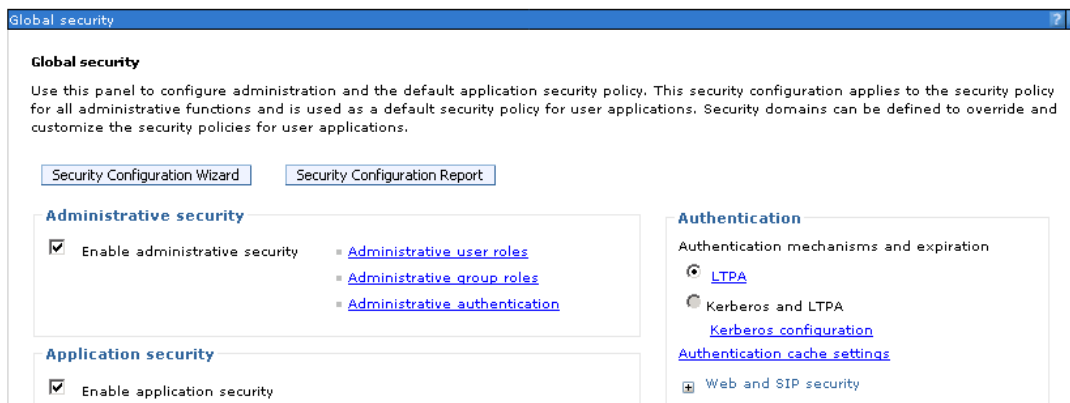 Global security
?
Global security
Use this panel to configure administration and the default application security policy. This security configuration applies to the security policy
for all administrative functions and is used as a default security policy for user applications. Security domains can be defined to override and
customize the security policies for user applications.
Security Configuration Wizard
Security Configuration Report
Administrative security
Enable administrative security
Administrative user roles
Administrative group roles
Administrative authentication
Application security
Enable application security
Authentication
Authentication mechanisms and expiration
LTPA
Kerberos and LTPA
Kerberos configuration
Authentication cache settings
Web and SIP security